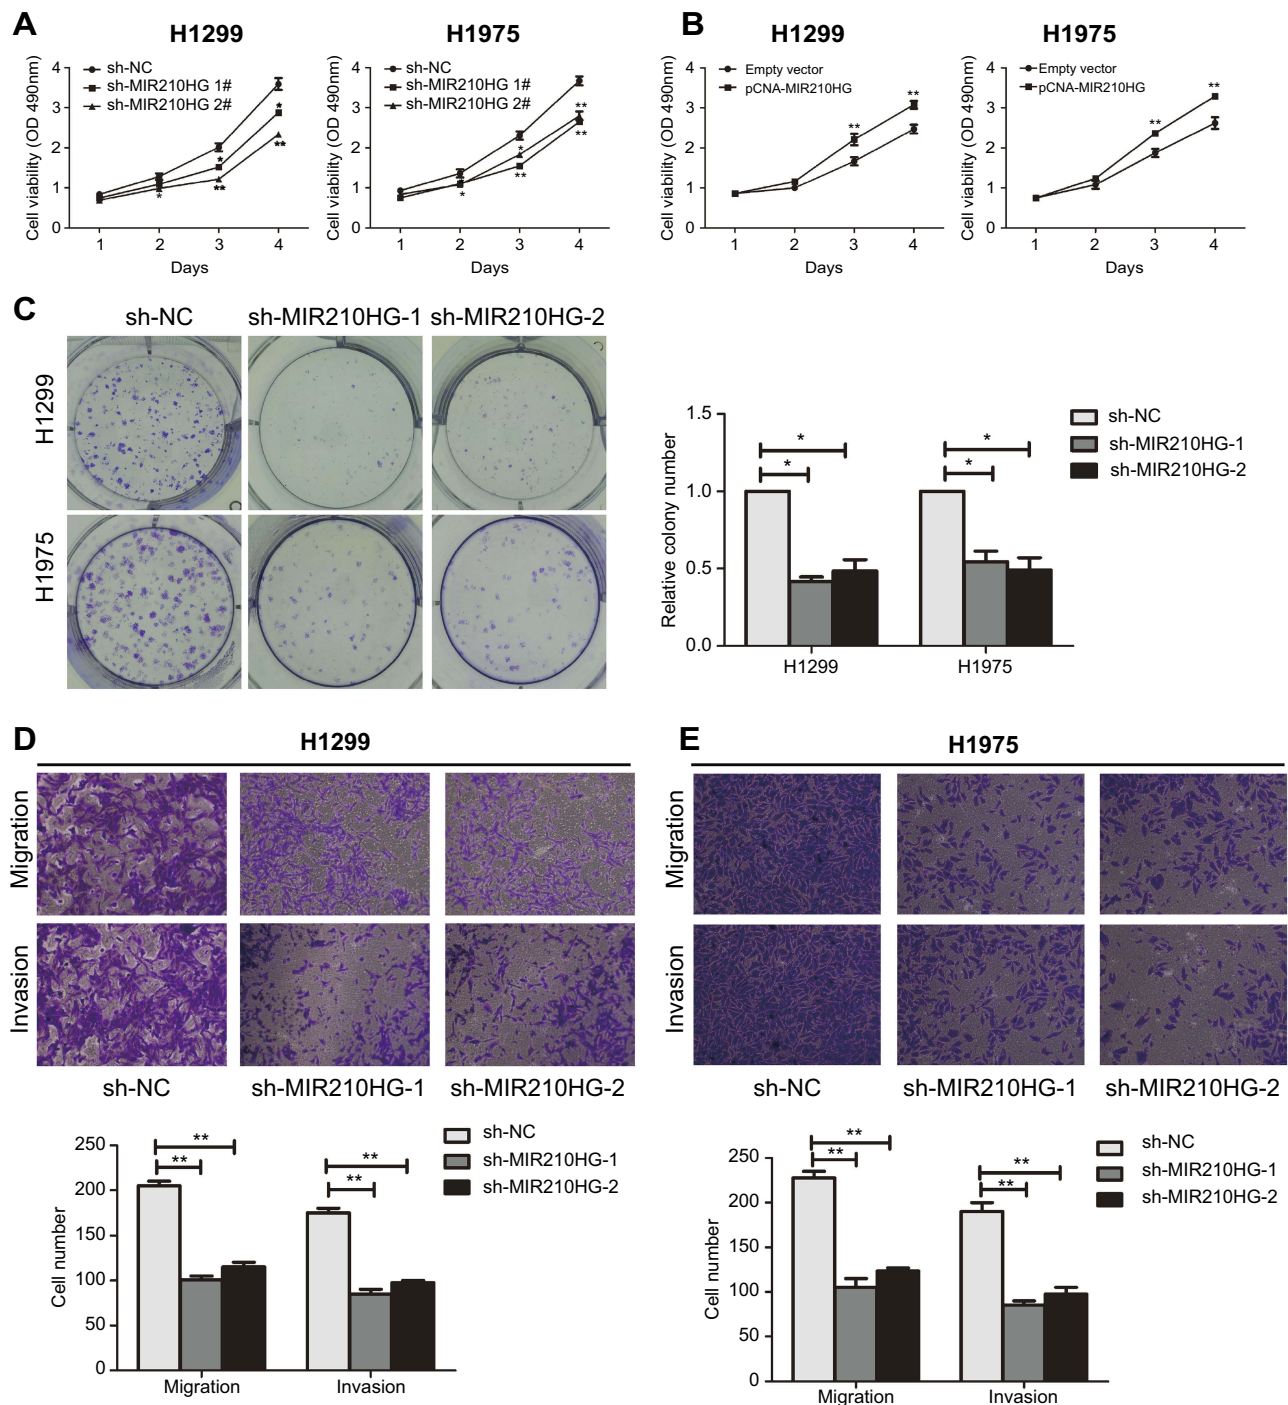 A
H1299
H1975
sh-NC
sh-MIR210HG 1#
sh-MIR210HG 2#
Cell viability (OD 490nm)
4
3
2
1
0
*
*
**
*
**
1 2 3 4
Days
sh-NC
sh-MIR210HG 1#
sh-MIR210HG 2#
Cell viability (OD 490nm)
4
3
2
1
0
*
*
**
**
**
1 2 3 4
Days
B
H1299
H1975
Empty vector
pCNA-MIR210HG
Cell viability (OD 490nm)
4
3
2
1
0
**
**
1 2 3 4
Days
Empty vector
pCNA-MIR210HG
Cell viability (OD 490nm)
4
3
2
1
0
**
**
1 2 3 4
Days
C
sh-NC sh-MIR210HG-1 sh-MIR210HG-2
H1299
H1975
Relative colony number
1.5
1.0
0.5
0.0
*
*
*
*
H1299 H1975
sh-NC
sh-MIR210HG-1
sh-MIR210HG-2
D
H1299
Migration
Invasion
sh-NC sh-MIR210HG-1 sh-MIR210HG-2
Cell number
250
200
150
100
50
0
**
**
**
**
Migration Invasion
sh-NC
sh-MIR210HG-1
sh-MIR210HG-2
E
H1975
Migration
Invasion
sh-NC sh-MIR210HG-1 sh-MIR210HG-2
Cell number
250
200
150
100
50
0
**
**
**
**
Migration Invasion
sh-NC
sh-MIR210HG-1
sh-MIR210HG-2